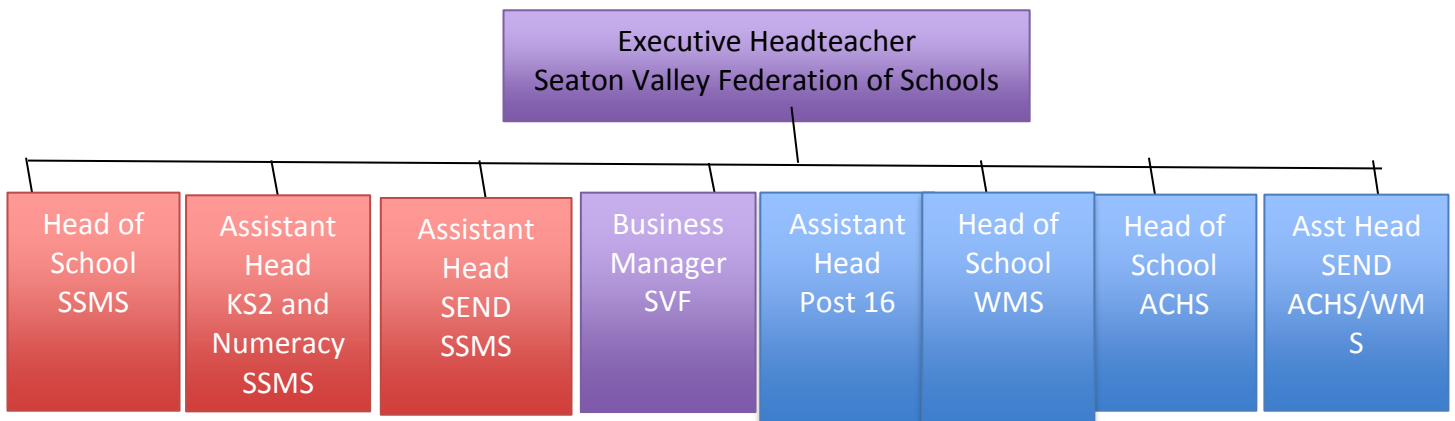 Executive Headteacher
Seaton Valley Federation of Schools
Head of
School
SSMS
Assistant
Head
KS2 and
Numeracy
SSMS
Assistant
Head
SEND
SSMS
Business
Manager
SVF
Assistant
Head
Post 16
Head of
School
WMS
Head of
School
ACHS
Asst Head
SEND
ACHS/WM
S